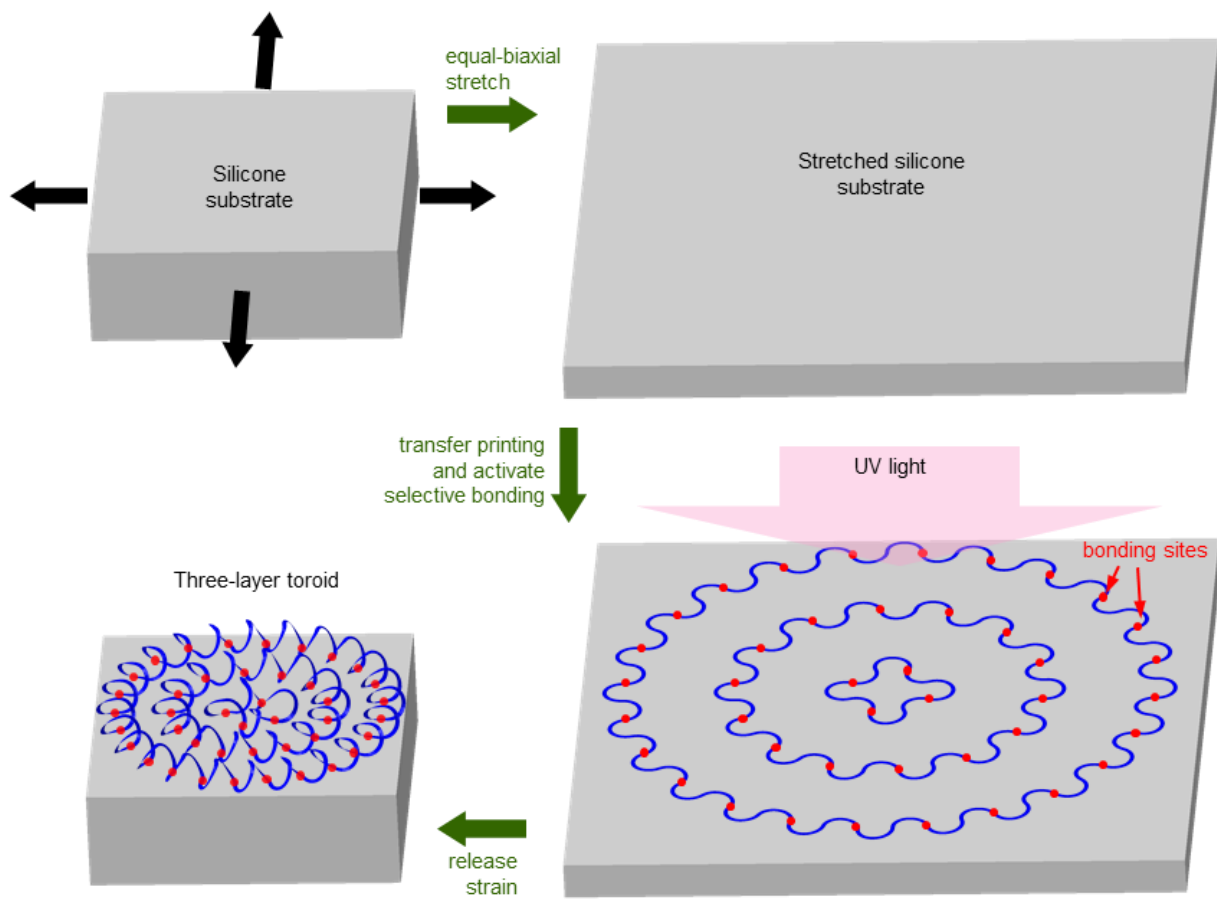 equal-biaxial
stretch
Silicone
substrate
Stretched silicone
substrate
transfer printing
and activate
selective bonding
UV light
bonding sites
Three-layer toroid
release
strain